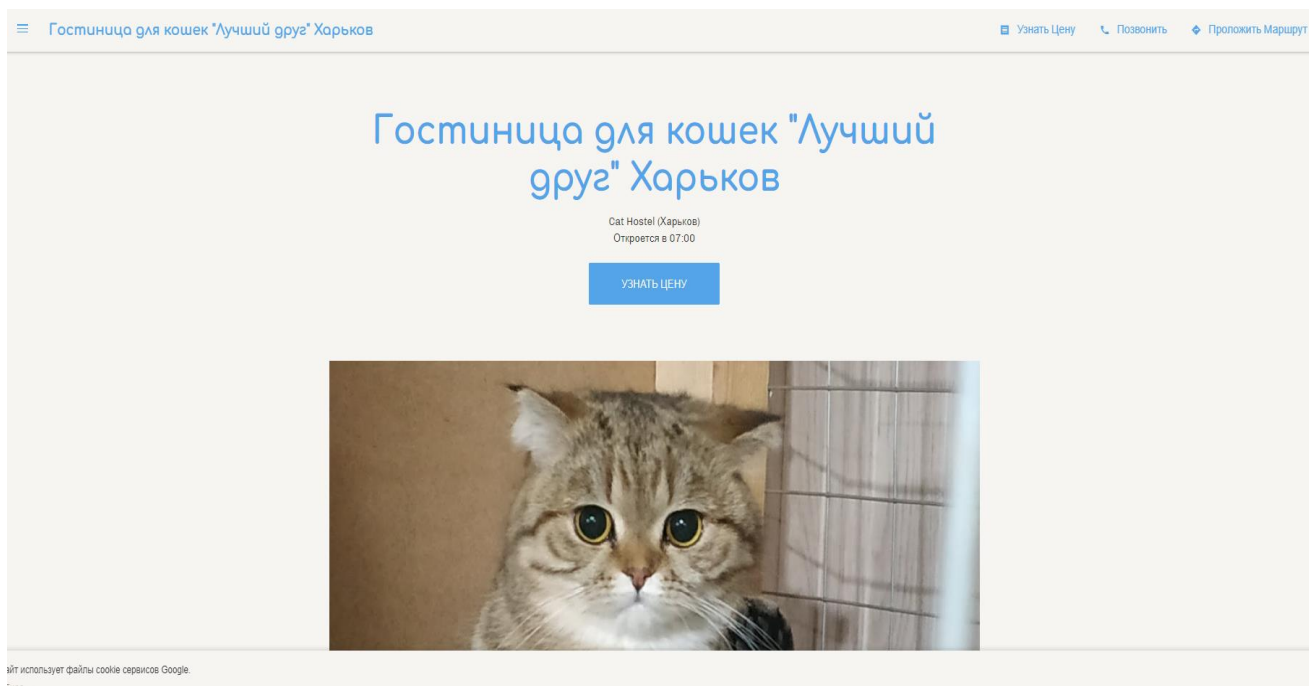 Гостиница для кошек "Лучший друг" Харьков
Узнать Цену
Позвонить
Проложить Маршрут
Гостиница для кошек "Лучший
друг" Харьков
Cat Hostel (Харьков)
Откроется в 07:00
УЗНАТЬ ЦЕНУ
айт использует файлы cookie сервисов Google.